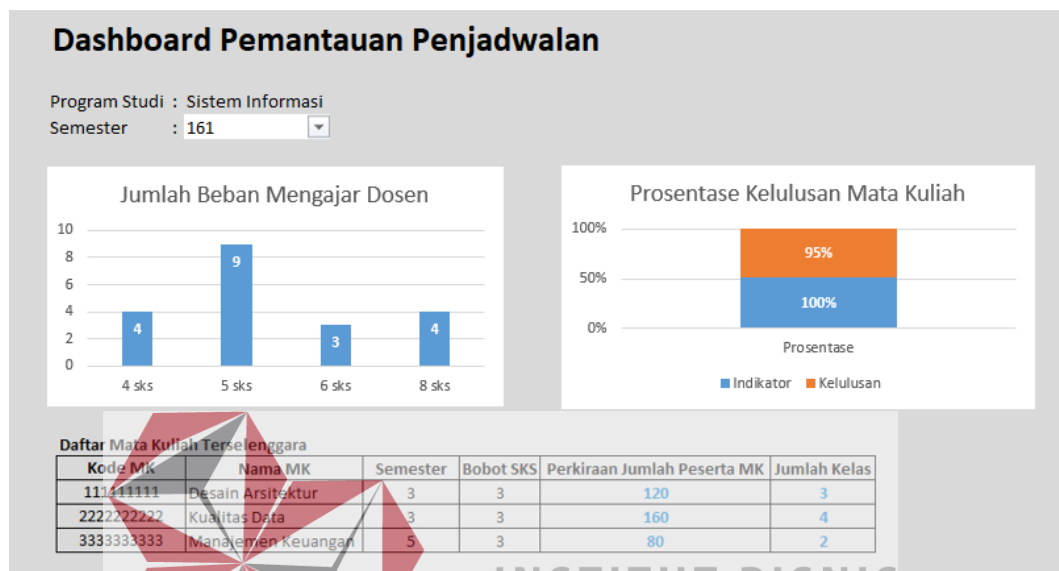 Dashboard Pemantauan Penjadwalan
Program Studi : Sistem Informasi
Semester : 161
Jumlah Beban Mengajar Dosen
10
8
6
4
2
0
4
9
3
4
4 sks 5 sks 6 sks 8 sks
Prosentase Kelulusan Mata Kuliah
100%
50%
0%
95%
100%
Prosentase
Indikator Kelulusan
Daftar Mata Kuliah Terselenggara
Kode MK Nama MK Semester Bobot SKS Perkiraan Jumlah Peserta MK Jumlah Kelas
111111111 Desain Arsitektur 3 3 120 3
2222222222 Kualitas Data 3 3 160 4
3333333333 Manajemen Keuangan 5 3 80 2
INSTITUT BISNIS